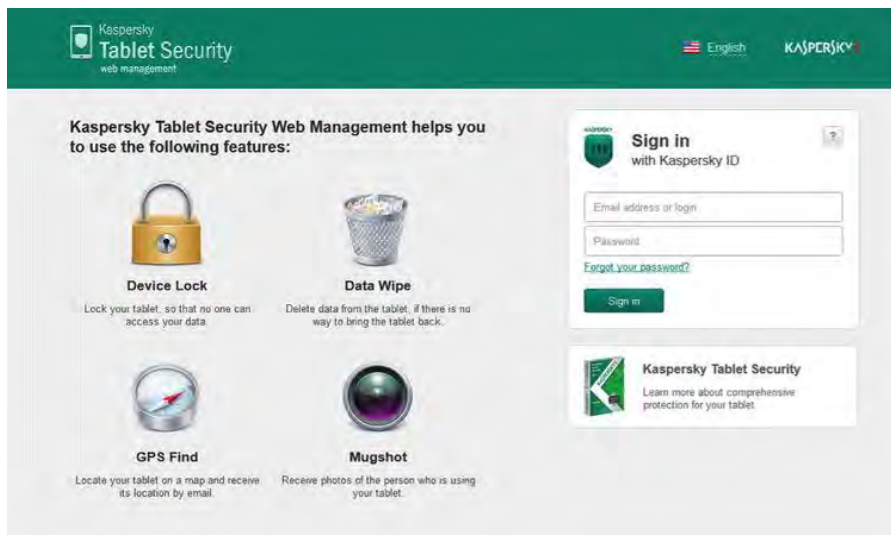 Kaspersky
Tablet Security
web management
English
KASPERSKY
Kaspersky Tablet Security Web Management helps you
to use the following features:
Device Lock
Lock your tablet, so that no one can
access your data.
Data Wipe
Delete data from the tablet, if there is no
way to bring the tablet back.
GPS Find
Locate your tablet on a map and receive
its location by email.
Mugshot
Receive photos of the person who is using
your tablet.
KASPERSKY
Sign in
with Kaspersky ID
?
Email address or login
Password
Forgot your password?
Sign in
Kaspersky Tablet Security
Learn more about comprehensive
protection for your tablet